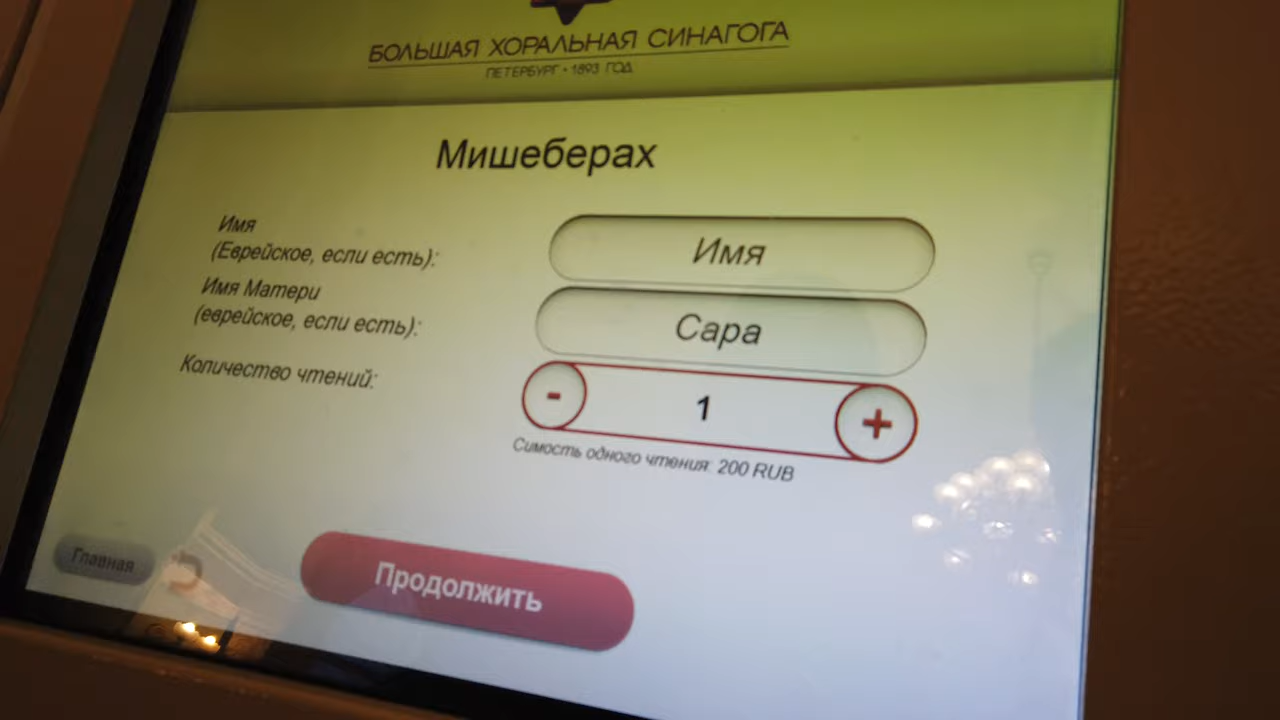 БОЛЬШАЯ ХОРАЛЬНАЯ СИНАГОГА
ПЕТЕРБУРГ • 1893 ГОД
Мишеберах
Имя
(Еврейское, если есть):
Имя
Имя Матери
(еврейское, если есть):
Сара
Количество чтений:
- 1 +
Симость одного чтения: 200 RUB
Главная
Продолжить